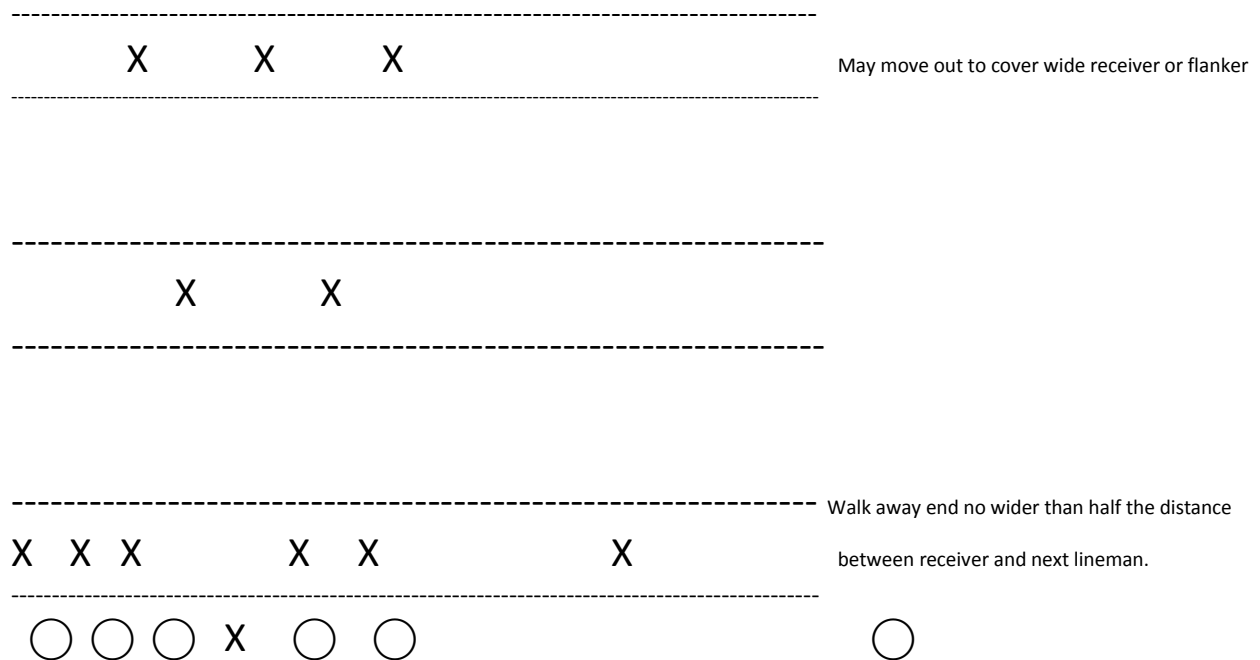 --------------------------------------------------------------
X X X May move out to cover wide receiver or flanker
--------------------------------------------------------------
--------------------------------------------------------------
X X
--------------------------------------------------------------
-------------------------------------------------------------- Walk away end no wider than half the distance
X X X X X X between receiver and next lineman.
--------------------------------------------------------------
X